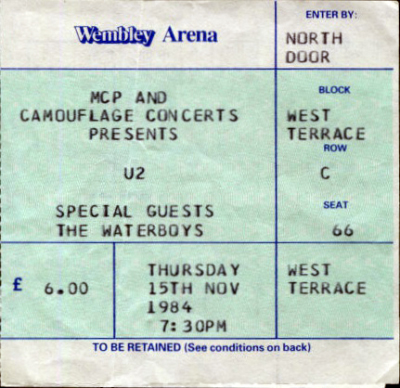 Wembley Arena
ENTER BY:
NORTH
DOOR
MCP AND
CAMOUFLAGE CONCERTS
PRESENTS
U2
SPECIAL GUESTS
THE WATERBOYS
BLOCK
WEST
TERRACE
ROW
C
SEAT
66
£ 6.00
THURSDAY
15TH NOV
1984
7:30PM
WEST
TERRACE
TO BE RETAINED (See conditions on back)